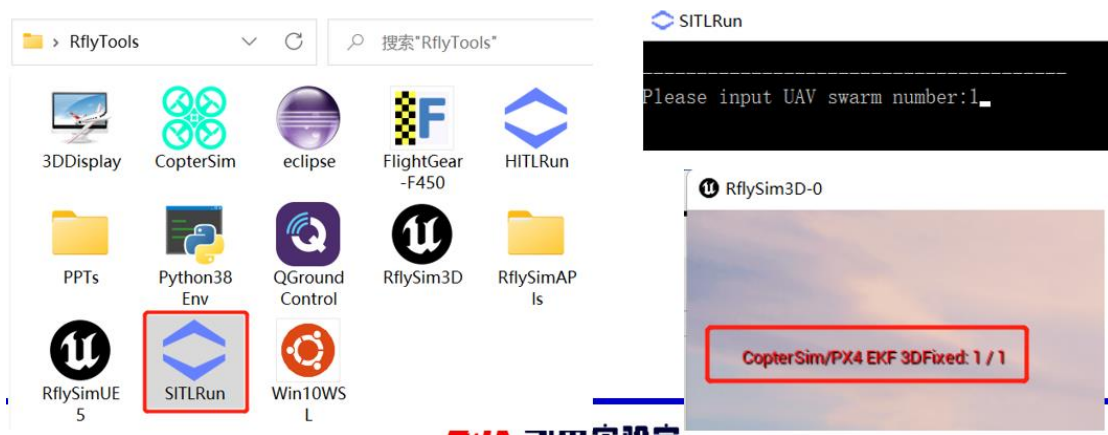 RflyTools
搜索"RflyTools"
3DDisplay
CopterSim
eclipse
FlightGear
-F450
HITLRun
PPTs
Python38
Env
QGround
Control
RflySim3D
RflySimAP
Is
RflySimUE
5
SITLRun
Win10WS
L
SITLRun
Please input UAV swarm number:1
RflySim3D-0
CopterSim/PX4 EKF 3DFixed: 1 / 1